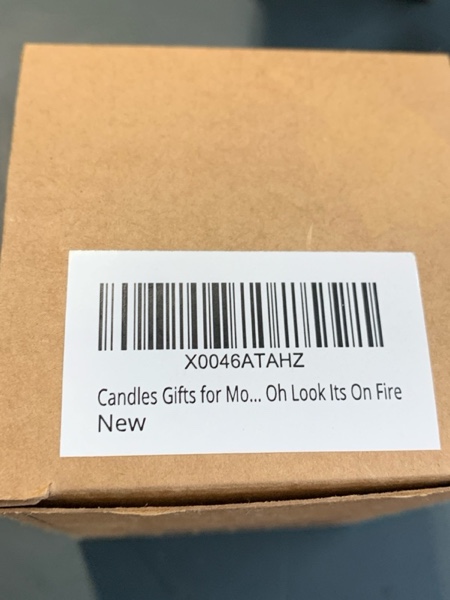 X0046ATAHZ
Candles Gifts for Mo... Oh Look Its On Fire
New